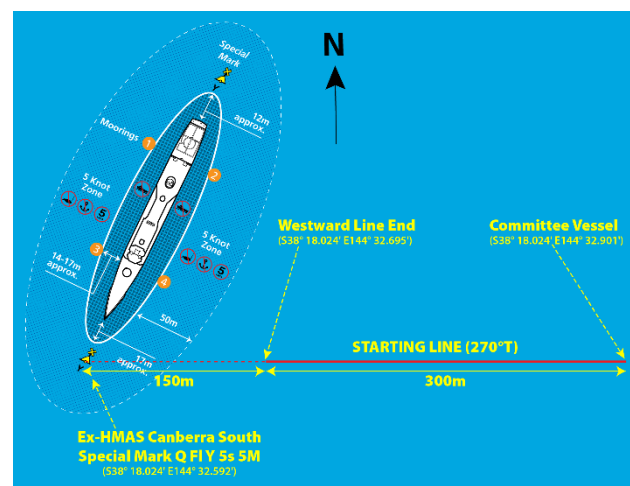 N
Special
Mark
12m
approx.
Moorings
1
2
5 Knot
Zone
5
5 Knot
Zone
5
3
4
14-17m
approx.
50m
17m
approx.
Westward Line End
(S38° 18.024’ E144° 32.695’)
Committee Vessel
(S38° 18.024’ E144° 32.901’)
STARTING LINE (270°T)
150m
300m
Ex-HMAS Canberra South
Special Mark Q Fl Y 5s 5M
(S38° 18.024’ E144° 32.592’)